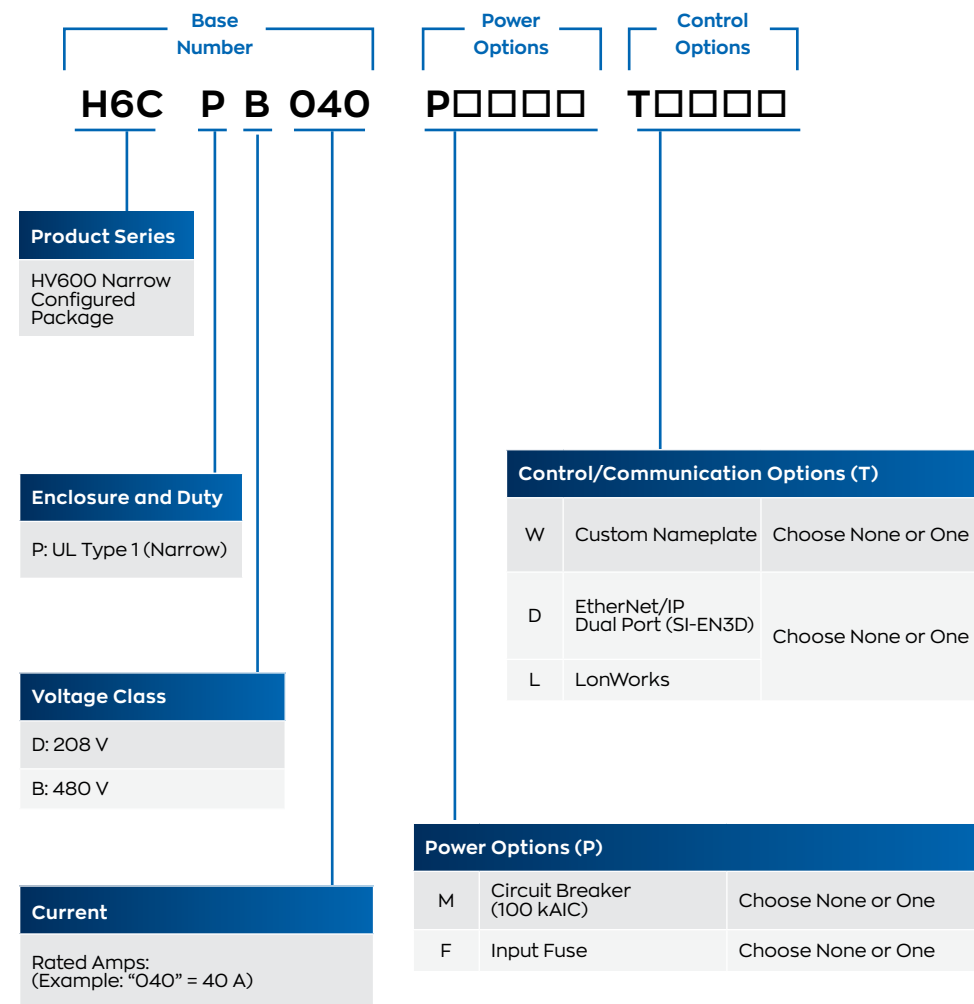 Base
Number
Power
Options
Control
Options
H6C P B 040 P□□□□ T□□□□
Product Series
HV600 Narrow
Configured
Package
Enclosure and Duty
P: UL Type 1 (Narrow)
Voltage Class
D: 208 V
B: 480 V
Current
Rated Amps:
(Example: “040” = 40 A)
Control/Communication Options (T)
W Custom Nameplate Choose None or One
D EtherNet/IP
Dual Port (SI-EN3D)
Choose None or One
L LonWorks
Power Options (P)
M Circuit Breaker
(100 kAIC)
Choose None or One
F Input Fuse Choose None or One